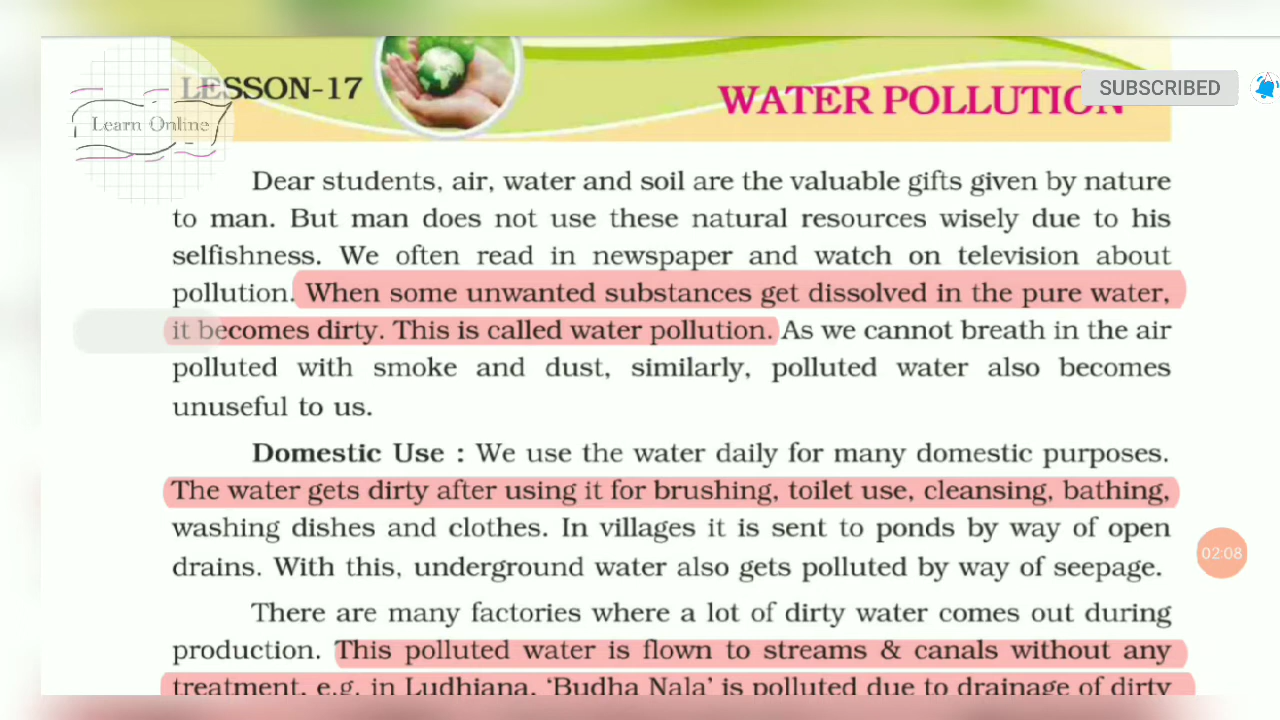 LESSON-17
WATER POLLUTION
SUBSCRIBED
Learn Online
Dear students, air, water and soil are the valuable gifts given by nature
to man. But man does not use these natural resources wisely due to his
selfishness. We often read in newspaper and watch on television about
pollution. When some unwanted substances get dissolved in the pure water,
it becomes dirty. This is called water pollution. As we cannot breath in the air
polluted with smoke and dust, similarly, polluted water also becomes
unuseful to us.
Domestic Use : We use the water daily for many domestic purposes.
The water gets dirty after using it for brushing, toilet use, cleansing, bathing,
washing dishes and clothes. In villages it is sent to ponds by way of open
drains. With this, underground water also gets polluted by way of seepage.
02:08
There are many factories where a lot of dirty water comes out during
production. This polluted water is flown to streams & canals without any
treatment, e.g. in Ludhiana, 'Budha Nala' is polluted due to drainage of dirty